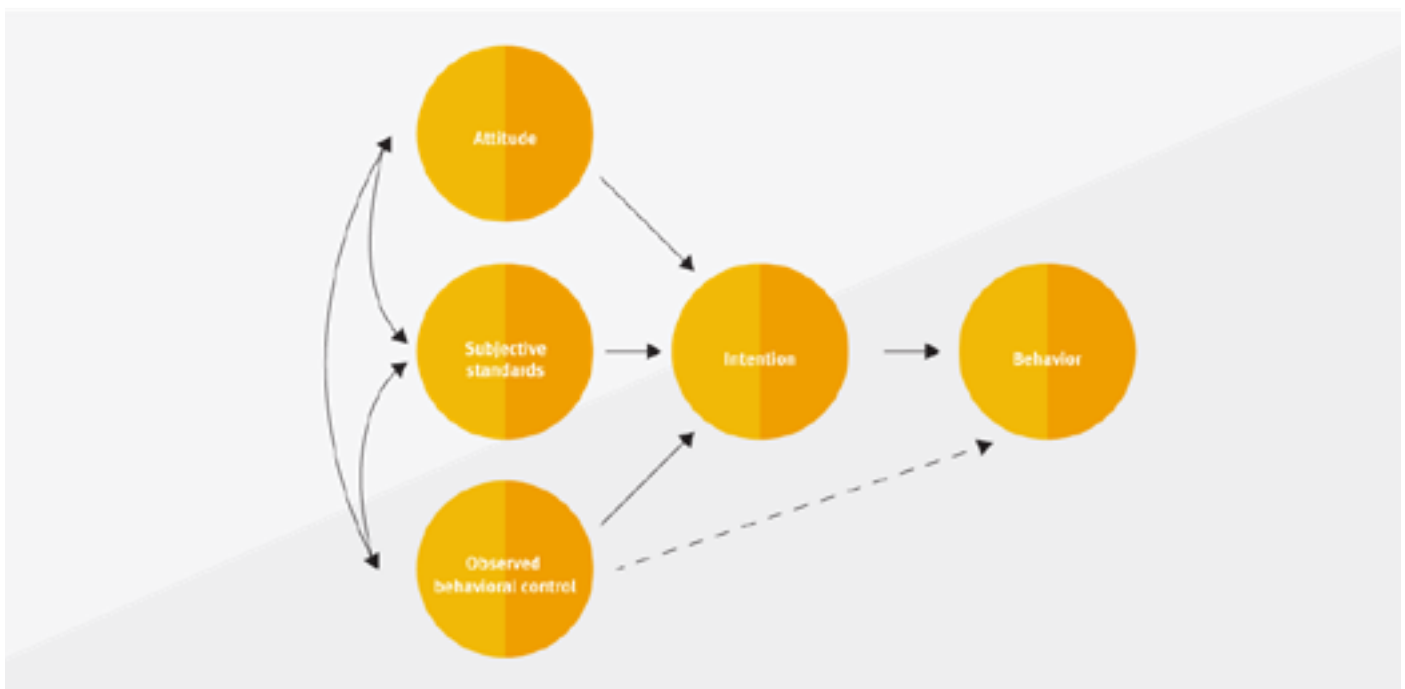 Attitude
Subjective
standards
Intention
Behavior
Observed
behavioral control